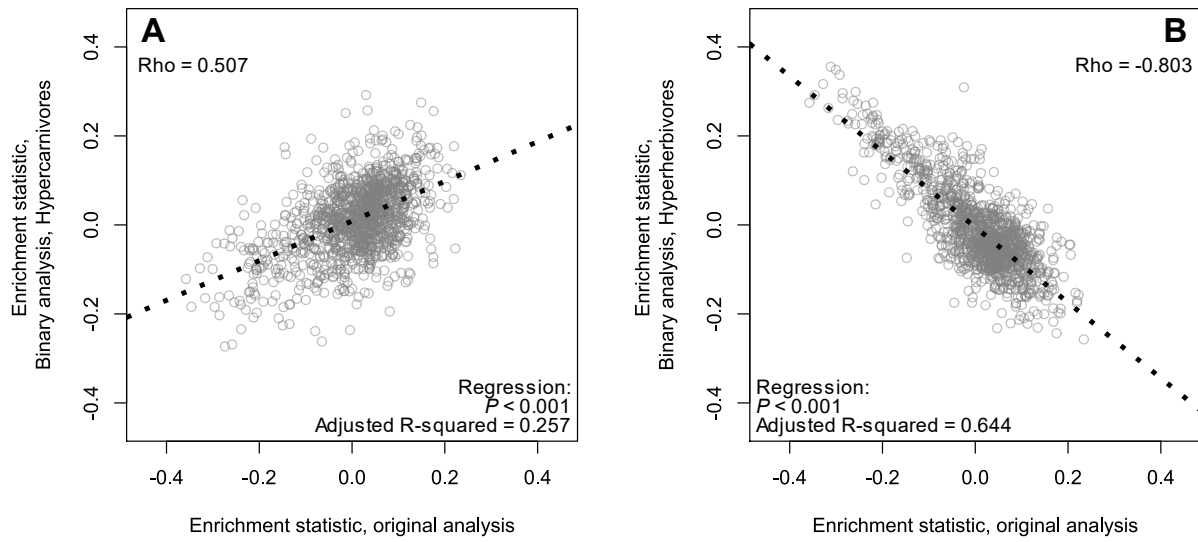 A
Rho = 0.507
Enrichment statistic,
Binary analysis, Hypercarnivores
0.4
0.2
0.0
-0.2
-0.4
Regression:
P < 0.001
Adjusted R-squared = 0.257
-0.4 -0.2 0.0 0.2 0.4
Enrichment statistic, original analysis
B
Rho = -0.803
Enrichment statistic,
Binary analysis, Hyperherbivores
0.4
0.2
0.0
-0.2
-0.4
Regression:
P < 0.001
Adjusted R-squared = 0.644
-0.4 -0.2 0.0 0.2 0.4
Enrichment statistic, original analysis